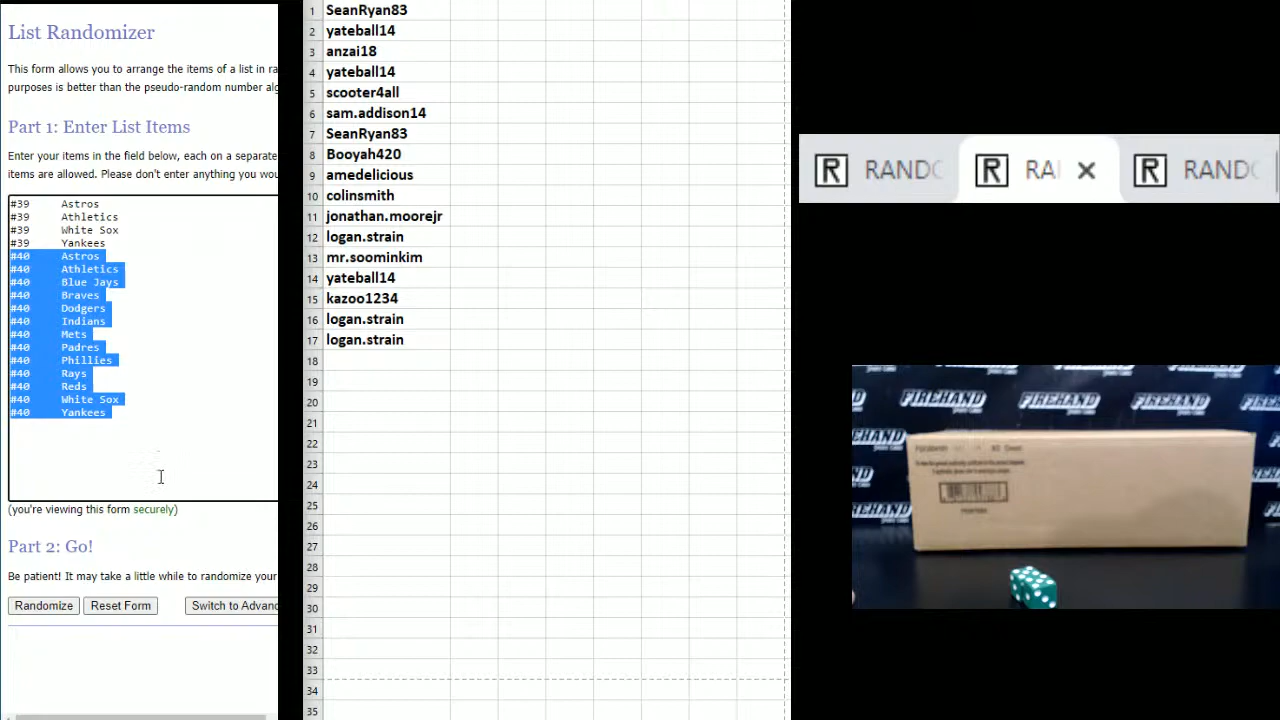 List Randomizer
This form allows you to arrange the items of a list in ra
purposes is better than the pseudo-random number alg
Part 1: Enter List Items
Enter your items in the field below, each on a separate
items are allowed. Please don't enter anything you wou
#39 Astros
#39 Athletics
#39 White Sox
#39 Yankees
#40 Astros
#40 Athletics
#40 Blue Jays
#40 Braves
#40 Dodgers
#40 Indians
#40 Mets
#40 Padres
#40 Phillies
#40 Rays
#40 Reds
#40 White Sox
#40 Yankees
(you're viewing this form securely)
Part 2: Go!
Be patient! It may take a little while to randomize your
Randomize Reset Form Switch to Advanc
1 SeanRyan83
2 yateball14
3 anzai18
4 yateball14
5 scooter4all
6 sam.addison14
7 SeanRyan83
8 Booyah420
9 amedelicious
10 colinsmith
11 jonathan.moorejr
12 logan.strain
13 mr.soominkim
14 yateball14
15 kazoo1234
16 logan.strain
17 logan.strain
18
19
20
21
22
23
24
25
26
27
28
29
30
31
32
33
34
35
R RANDO R RA R RANDO
FIREHAND FIREHAND FIREHAND